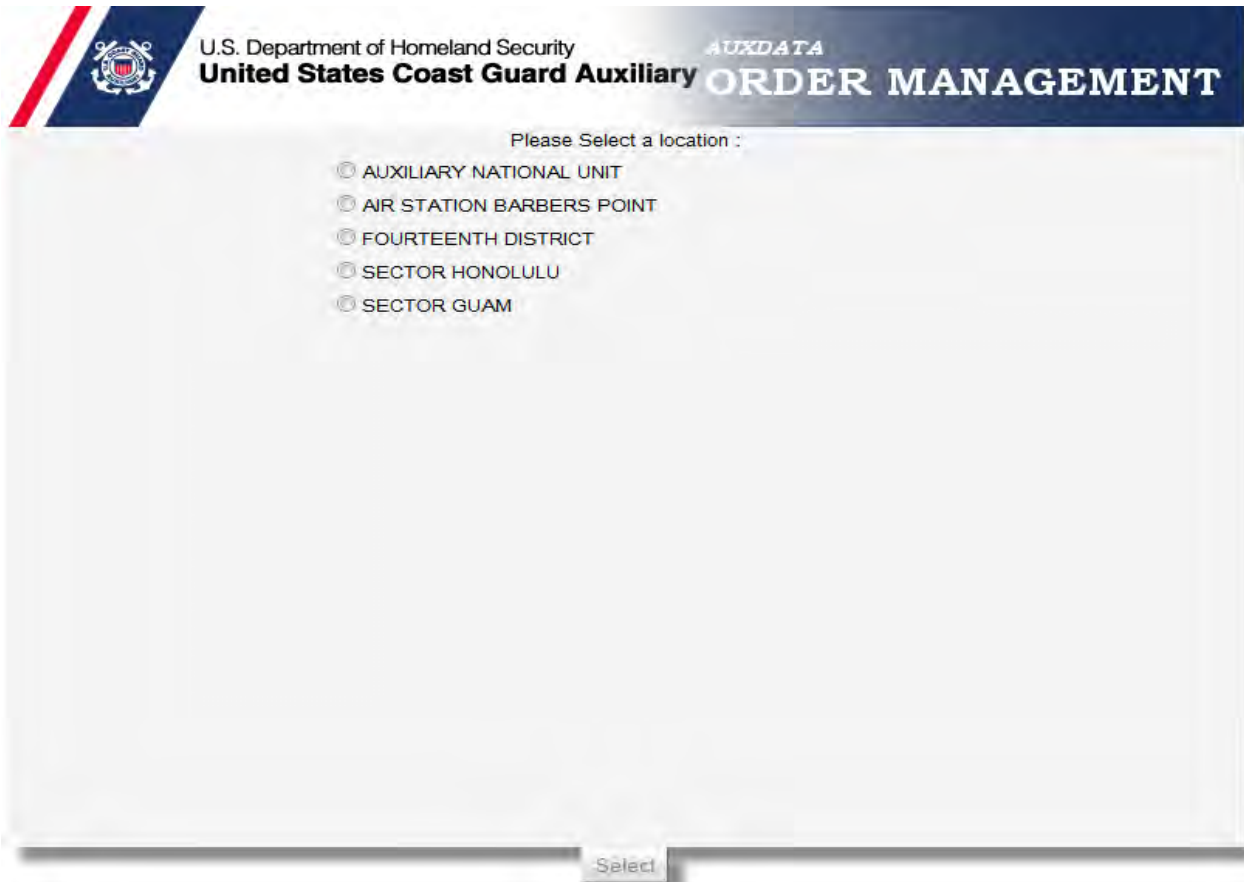 U.S. Department of Homeland Security
United States Coast Guard Auxiliary
AUXDATA
ORDER MANAGEMENT
Please Select a location :
AUXILIARY NATIONAL UNIT
AIR STATION BARBERS POINT
FOURTEENTH DISTRICT
SECTOR HONOLULU
SECTOR GUAM
Select